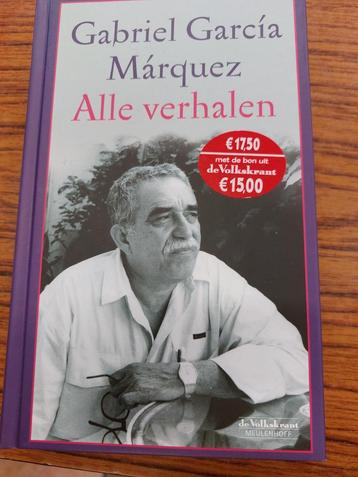 Gabriel García
Márquez
Alle verhalen
€ 17,50
met de bon uit
de Volkskrant
€ 15,00
de Volkskrant
MEULENHOFF